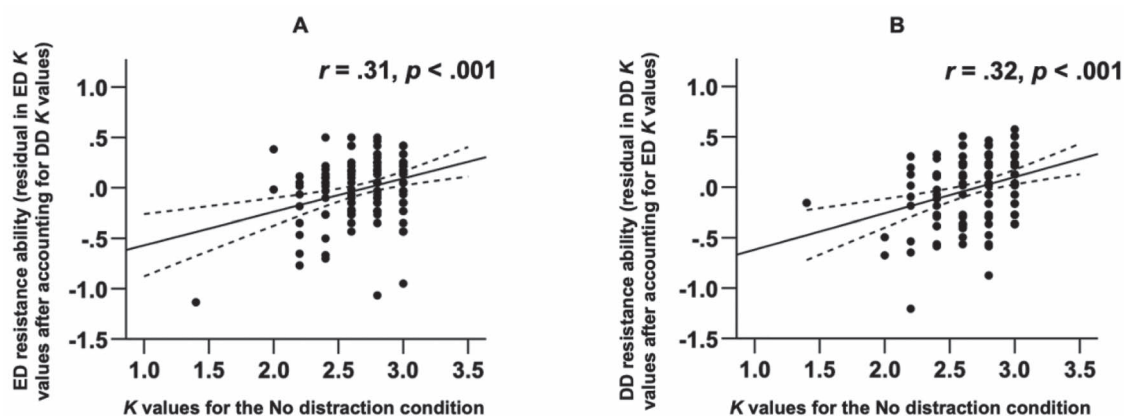 A
r = .31, p < .001
ED resistance ability (residual in ED K
values after accounting for DD K values)
1.0
.5
.0
-.5
-1.0
-1.5
1.0 1.5 2.0 2.5 3.0 3.5
K values for the No distraction condition
B
r = .32, p < .001
DD resistance ability (residual in DD K
values after accounting for ED K values)
1.0
.5
.0
-.5
-1.0
-1.5
1.0 1.5 2.0 2.5 3.0 3.5
K values for the No distraction condition